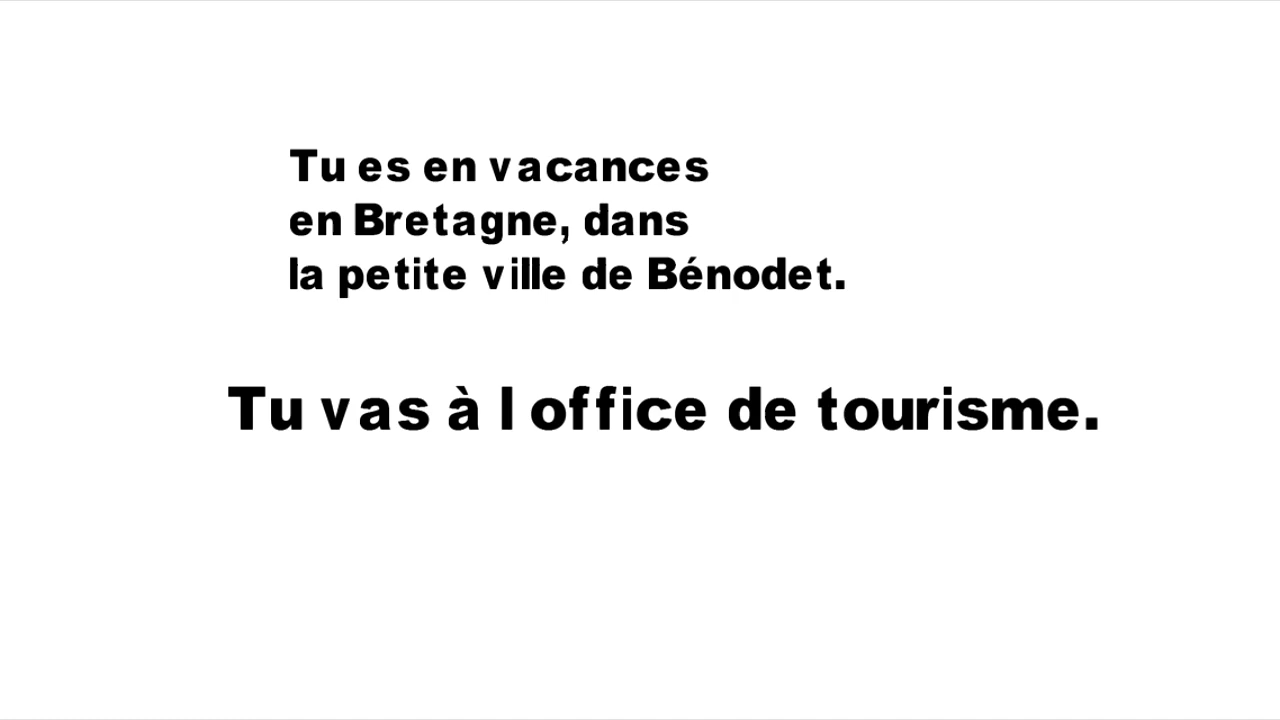 Tu es en vacances
en Bretagne, dans
la petite ville de Bénodet.
Tu vas à l office de tourisme.